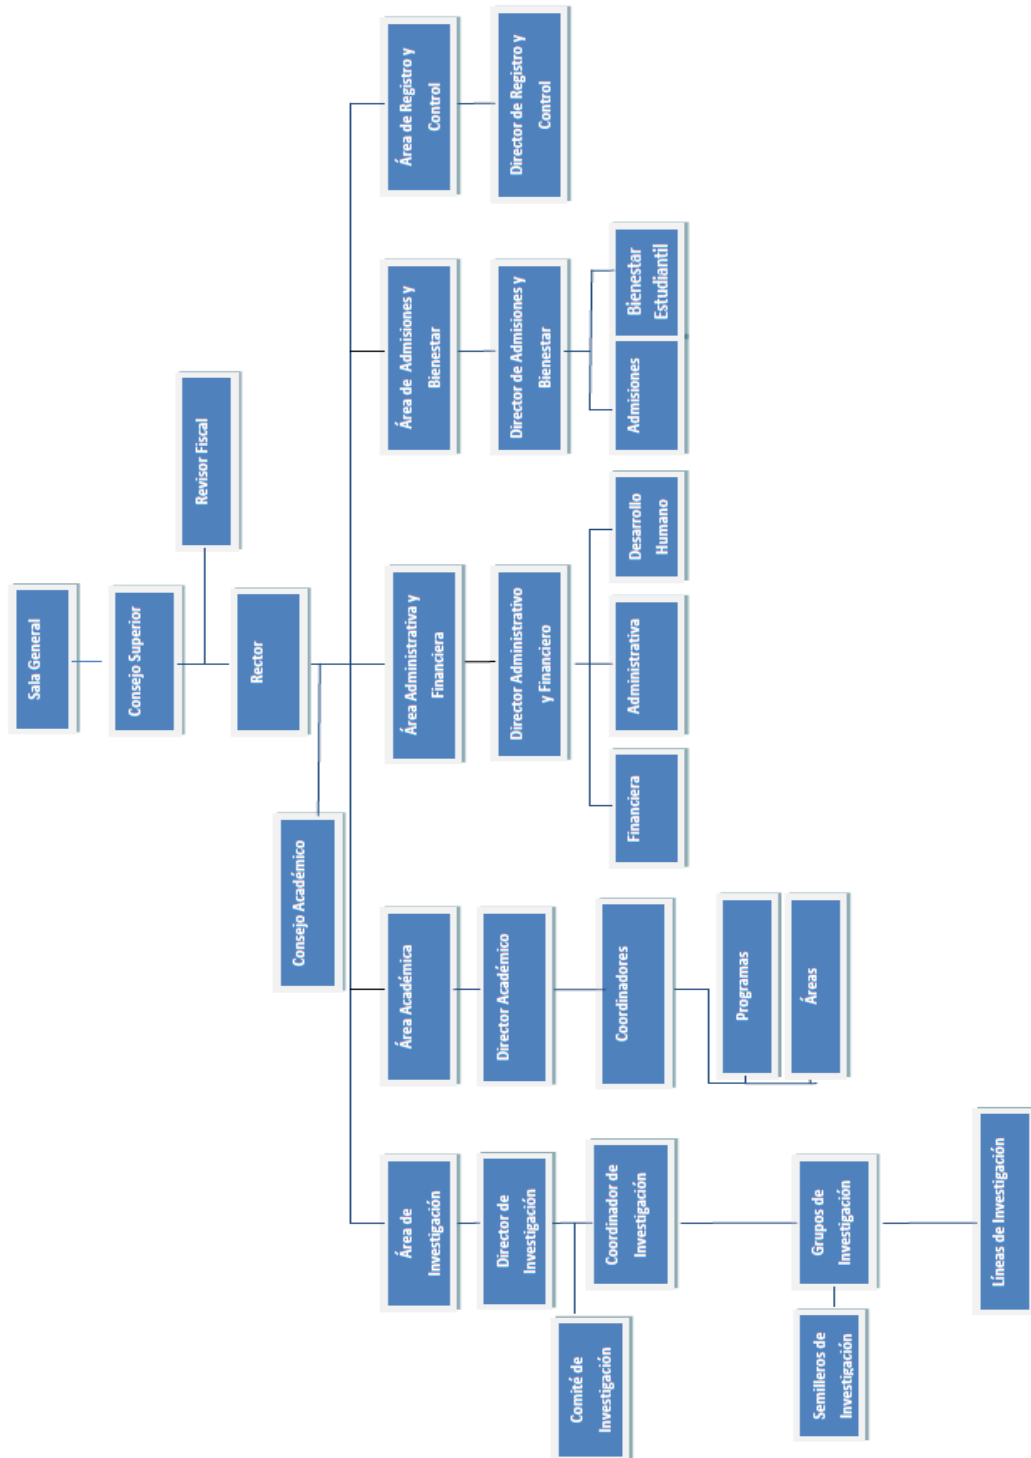 Sala General
Consejo Superior
Revisor Fiscal
Rector
Consejo Académico
Área de
Investigación
Área Académica
Área Administrativa y
Financiera
Área de Admisiones y
Bienestar
Área de Registro y
Control
Director de
Investigación
Director Académico
Director Administrativo
y Financiero
Director de Admisiones y
Bienestar
Director de Registro y
Control
Comité de
Investigación
Coordinador de
Investigación
Coordinadores
Financiera
Administrativa
Desarrollo
Humano
Admisiones
Bienestar
Estudiantil
Programas
Áreas
Semilleros de
Investigación
Grupos de
Investigación
Líneas de Investigación